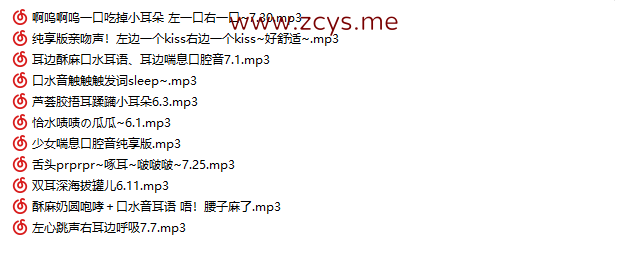 www.zcys.me
啊呜啊呜一口吃掉小耳朵 左一口右一口~7.30.mp3
纯享版亲吻声！左边一个kiss右边一个kiss~好舒适~.mp3
耳边酥麻口水耳语、耳边喘息口腔音7.1.mp3
口水音触触触发词sleep~.mp3
芦荟胶捂耳蹂躏小耳朵6.3.mp3
恰水啧啧の瓜瓜~6.1.mp3
少女喘息口腔音纯享版.mp3
舌头prprpr~啄耳~啵啵啵~7.25.mp3
双耳深海拔罐儿6.11.mp3
酥麻奶圆咆哮＋口水音耳语 唔！腰子麻了.mp3
左心跳声右耳边呼吸7.7.mp3